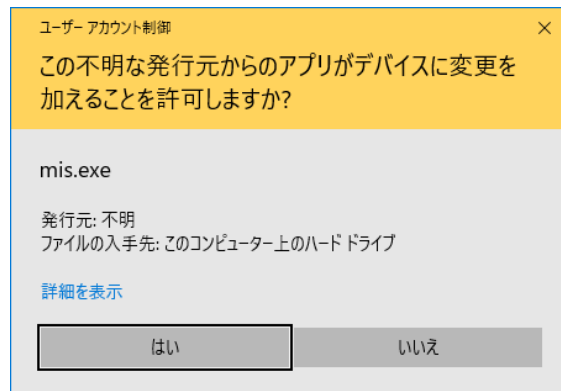 ユーザー アカウント制御
この不明な発行元からのアプリがデバイスに変更を
加えることを許可しますか?
mis.exe
発行元: 不明
ファイルの入手先: このコンピューター上のハード ドライブ
詳細を表示
はい
いいえ